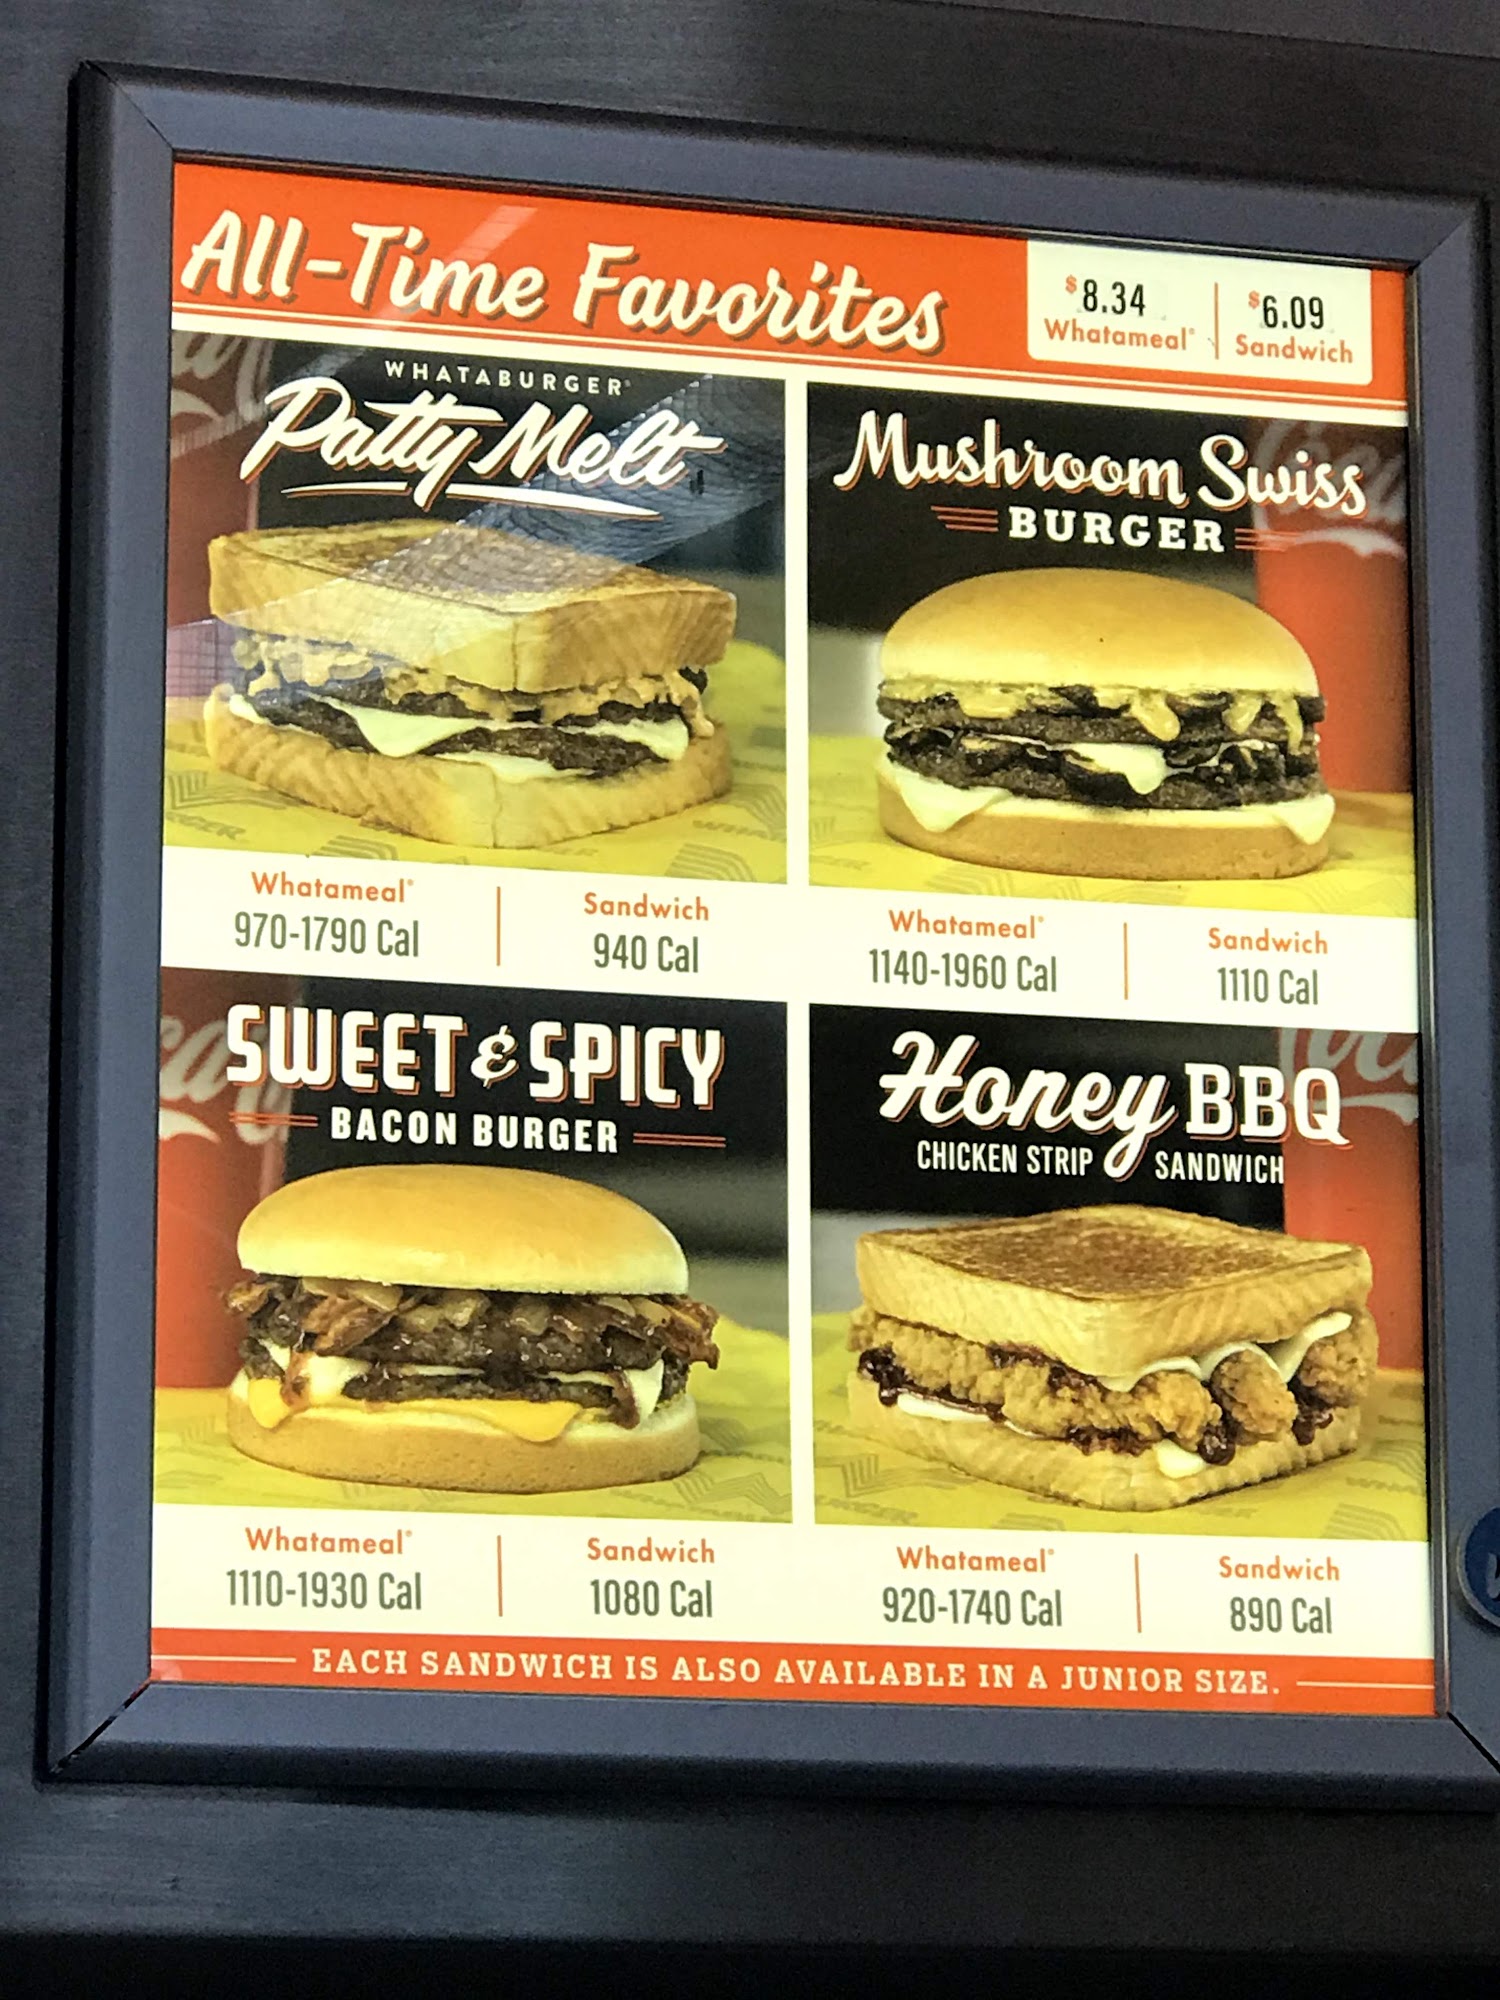 All-Time Favorites
$8.34 Whatameal®
$6.09 Sandwich
WHATABURGER®
Patty Melt
Whatameal® | Sandwich
970-1790 Cal | 940 Cal
Mushroom Swiss
BURGER
Whatameal® | Sandwich
1140-1960 Cal | 1110 Cal
SWEET & SPICY
BACON BURGER
Whatameal® | Sandwich
1110-1930 Cal | 1080 Cal
Honey BBQ
CHICKEN STRIP SANDWICH
Whatameal® | Sandwich
920-1740 Cal | 890 Cal
EACH SANDWICH IS ALSO AVAILABLE IN A JUNIOR SIZE.